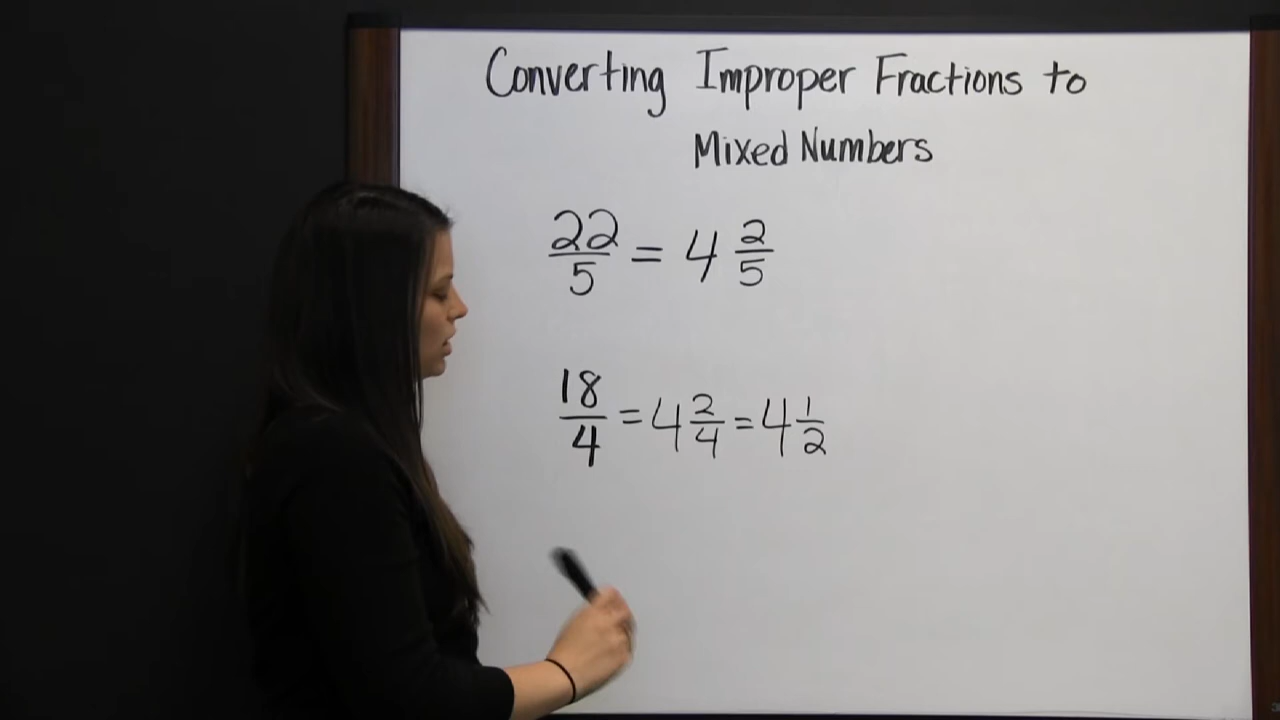 Converting Improper Fractions to
Mixed Numbers
22/5 = 4 2/5
18/4 = 4 2/4 = 4 1/2